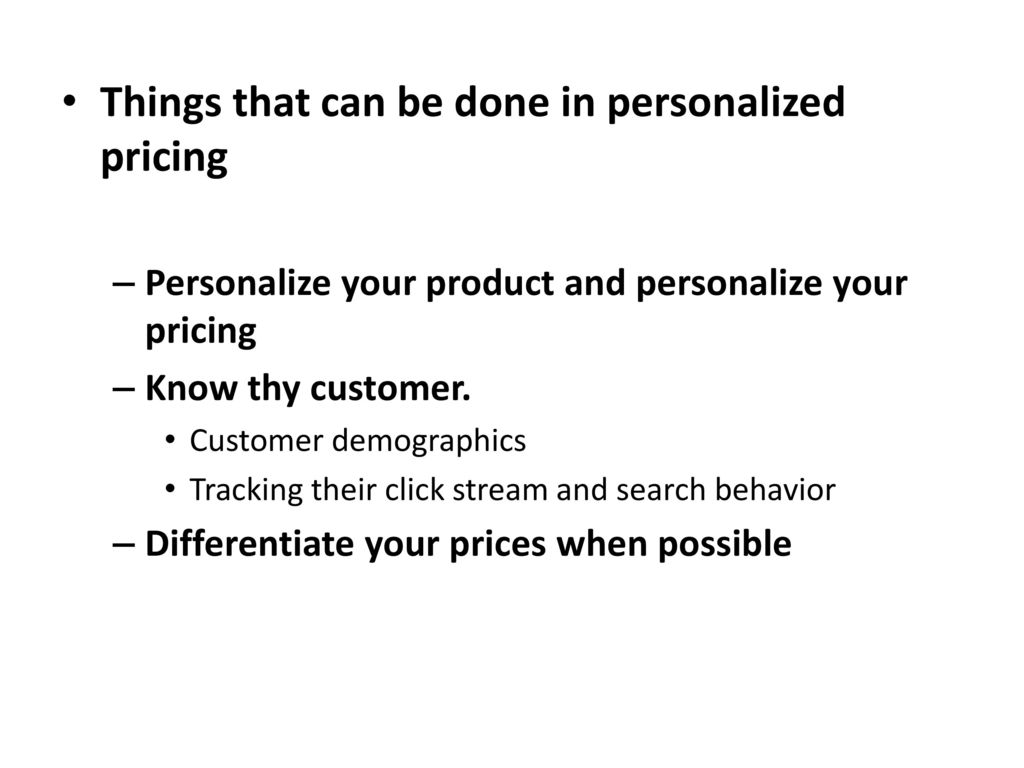 • Things that can be done in personalized
pricing
– Personalize your product and personalize your
pricing
– Know thy customer.
• Customer demographics
• Tracking their click stream and search behavior
– Differentiate your prices when possible